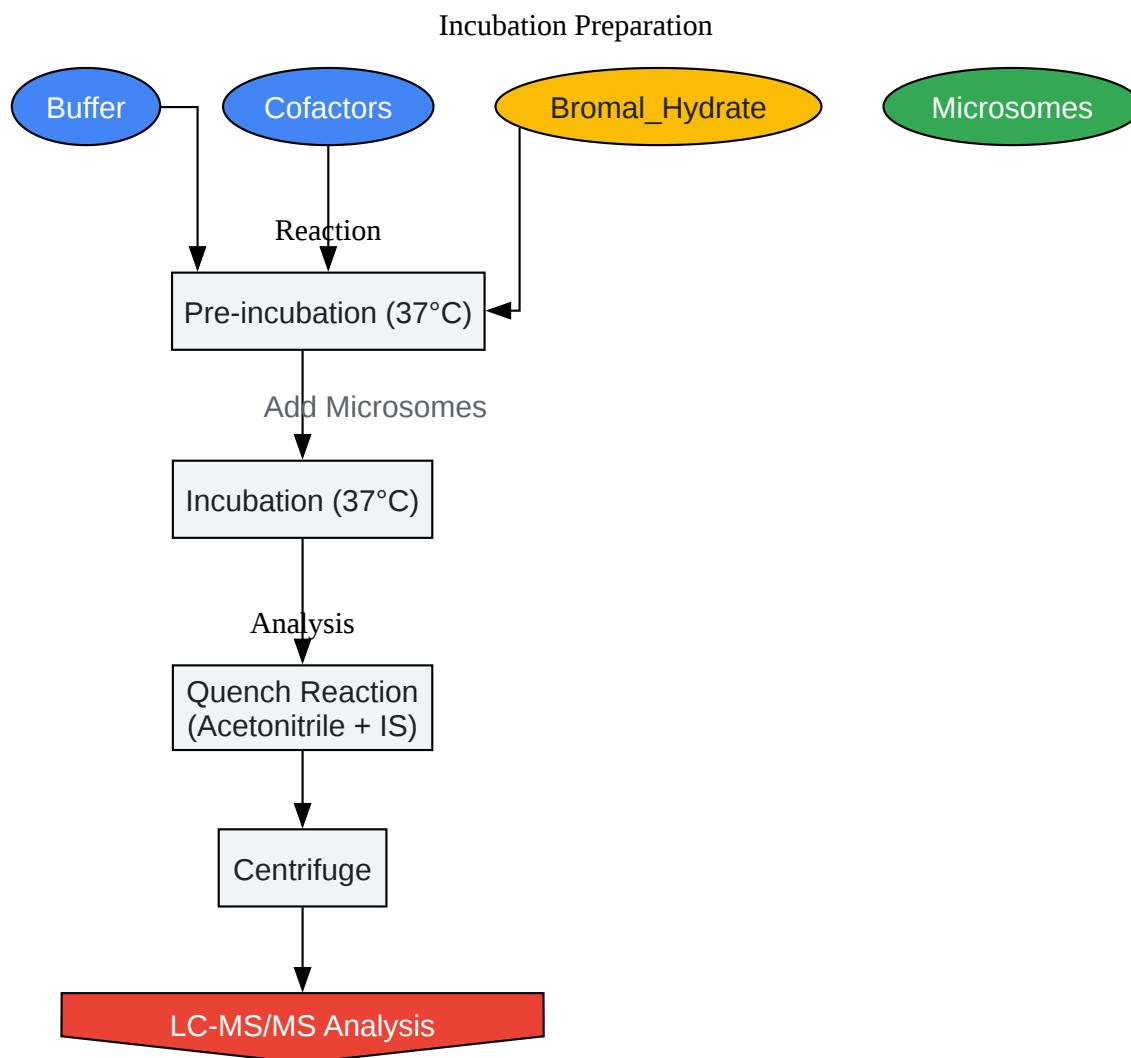 Incubation Preparation
Buffer
Cofactors
Bromal_Hydrate
Microsomes
Reaction
Pre-incubation (37°C)
Add Microsomes
Incubation (37°C)
Analysis
Quench Reaction
(Acetonitrile + IS)
Centrifuge
LC-MS/MS Analysis